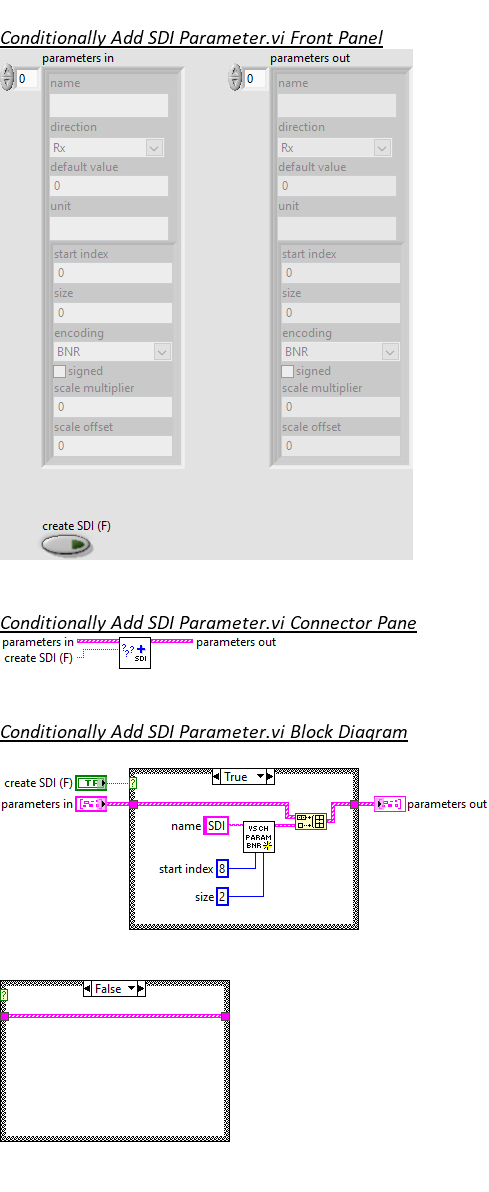 Conditionally Add SDI Parameter.vi Front Panel
parameters in parameters out
0 0
name name
direction direction
Rx Rx
default value default value
0 0
unit unit
start index start index
0 0
size size
0 0
encoding encoding
BNR BNR
signed signed
scale multiplier scale multiplier
0 0
scale offset scale offset
0 0
create SDI (F)
Conditionally Add SDI Parameter.vi Connector Pane
parameters in parameters out
create SDI (F)
?
?
?
+
SDI
Conditionally Add SDI Parameter.vi Block Diagram
True
create SDI (F) TF ?
parameters in parameters out
name SDI
VS CH
PARAM
BNR
start index 8
size 2
False
?